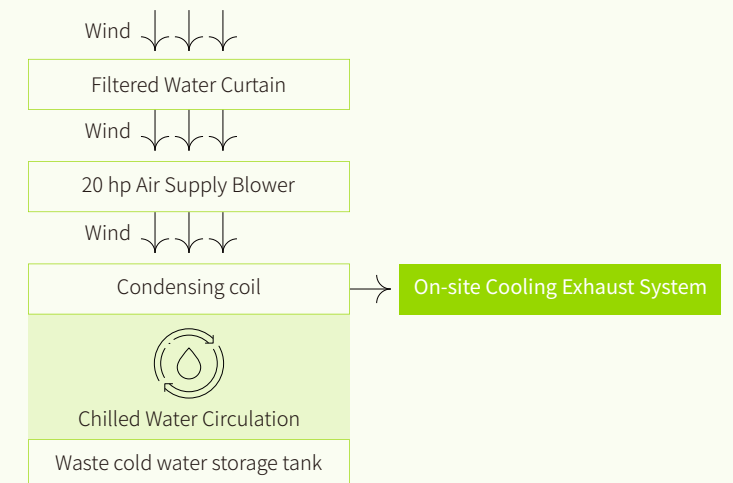 Wind
Filtered Water Curtain
Wind
20 hp Air Supply Blower
Wind
Condensing coil
On-site Cooling Exhaust System
Chilled Water Circulation
Waste cold water storage tank